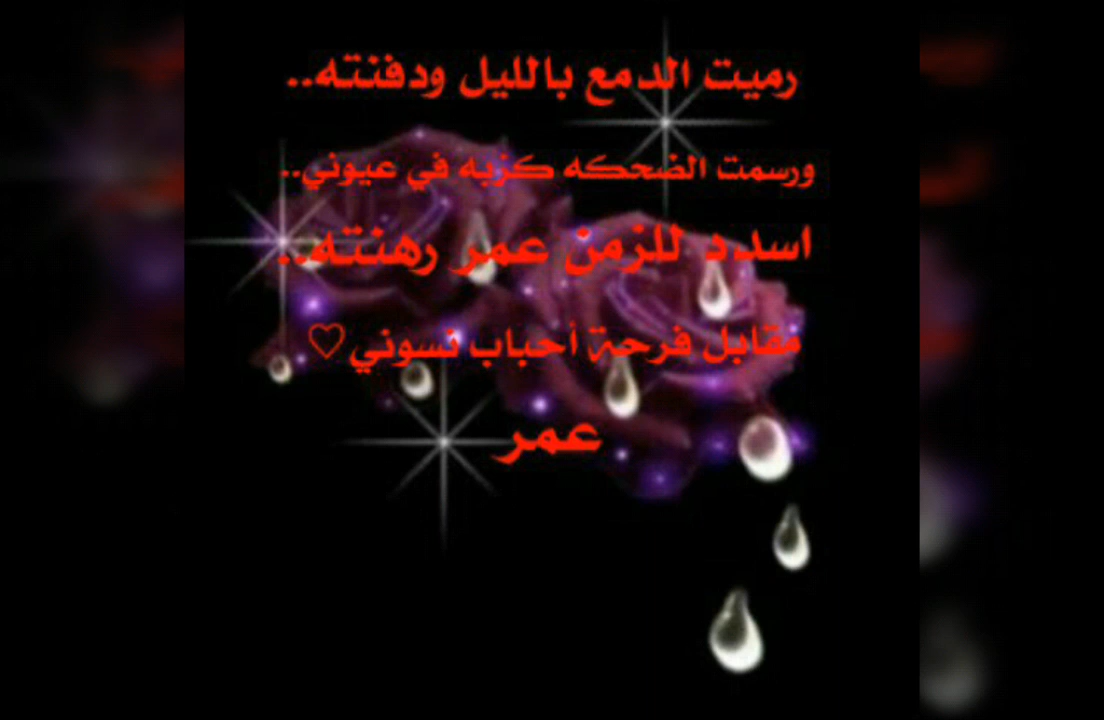 رميت الدمع بالليل ودفنته..
ورسمت الضحكه كزبه في عيوني..
اسدد للزمن عمر رهنته..
مقابل فرحة أحباب نسوني♡
عمر